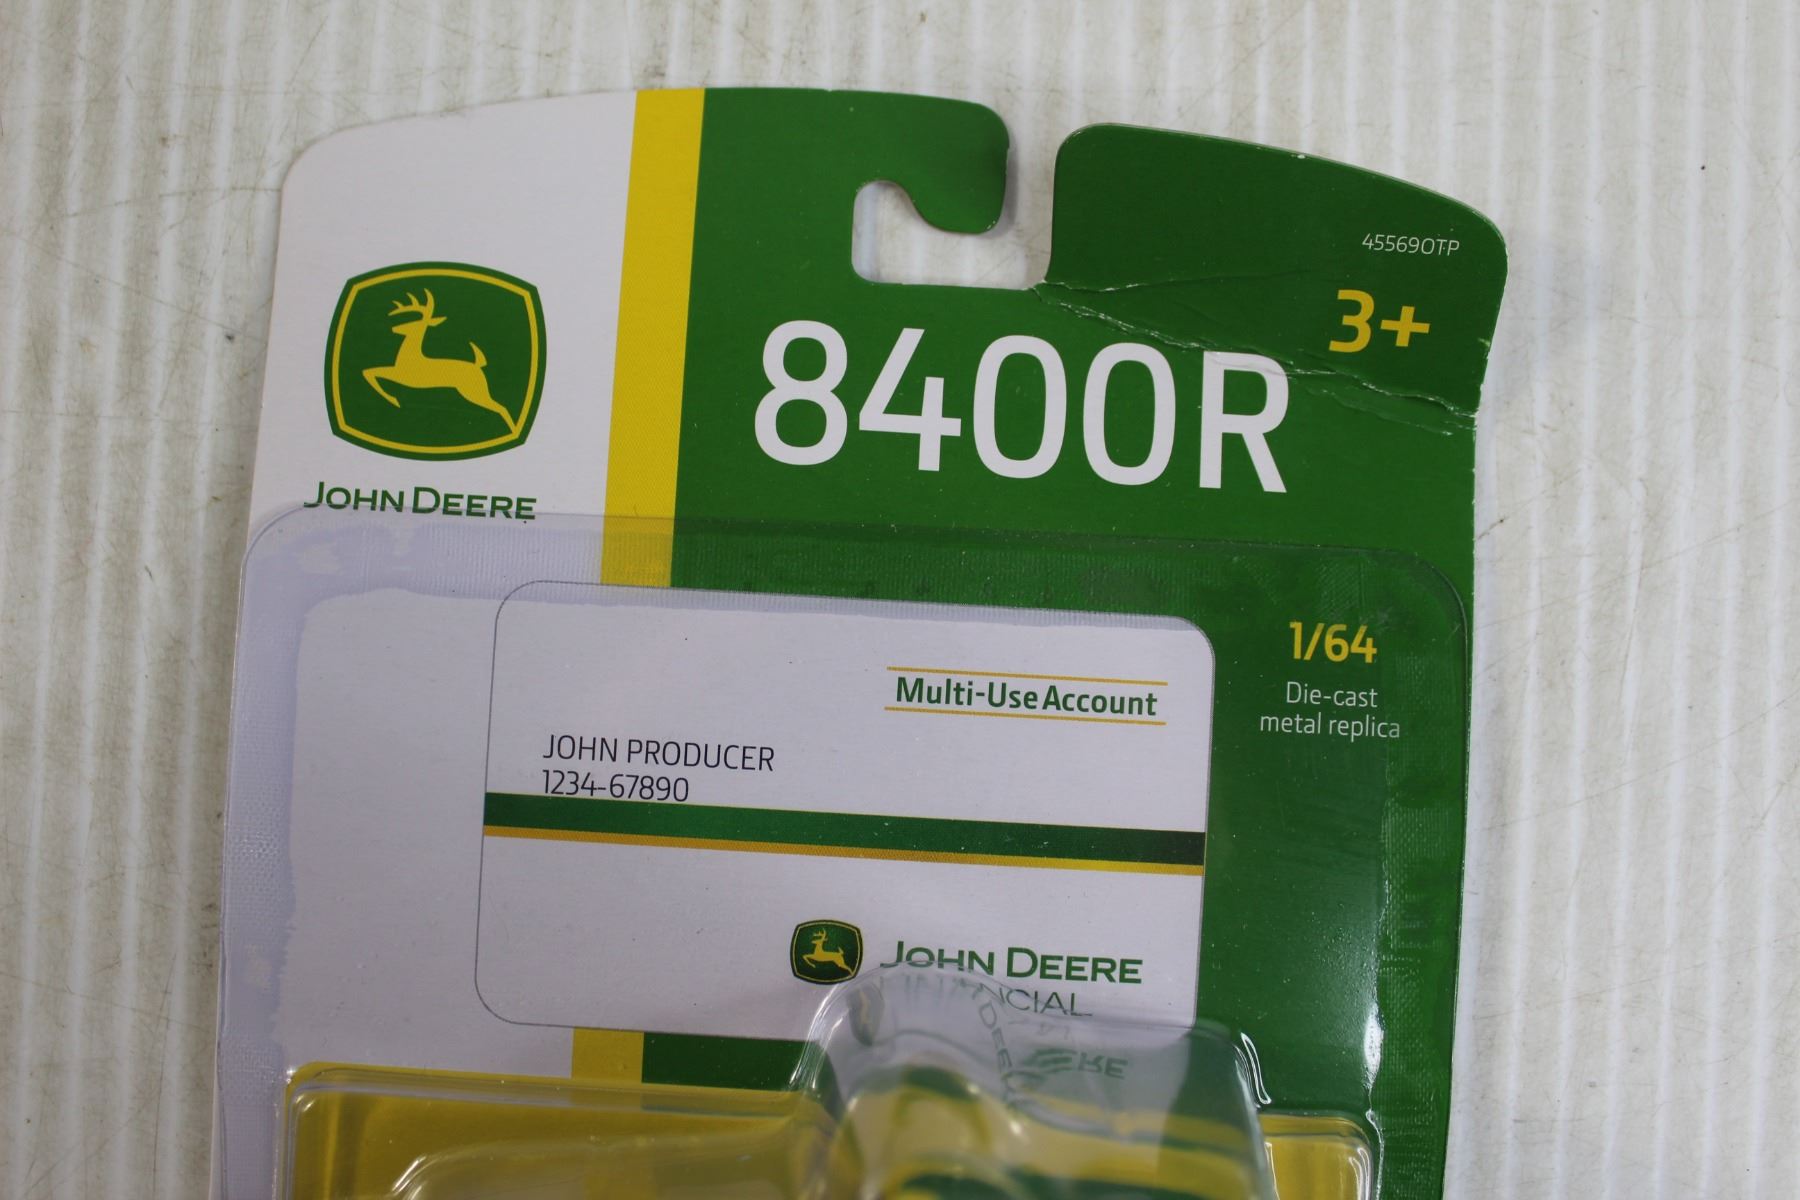 45569OTP
3+
8400R
JOHN DEERE
1/64
Die-cast
metal replica
Multi-Use Account
JOHN PRODUCER
1234-67890
JOHN DEERE